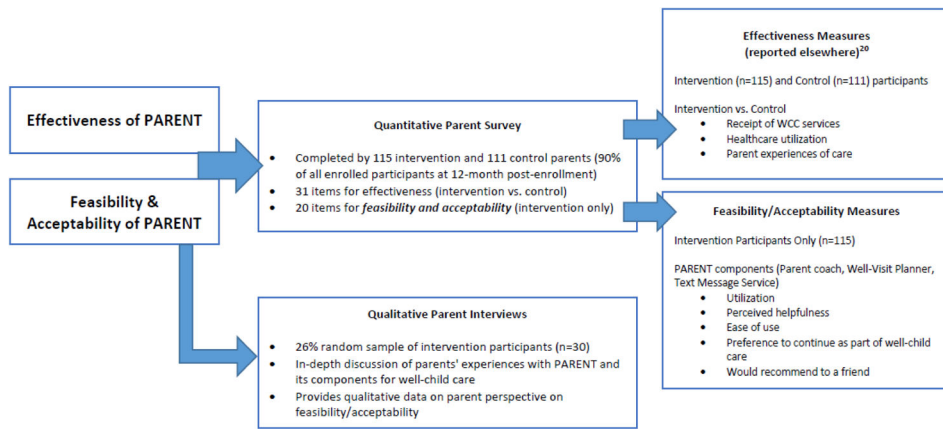 Effectiveness of PARENT
Feasibility &
Acceptability of PARENT
Quantitative Parent Survey
• Completed by 115 intervention and 111 control parents (90%
of all enrolled participants at 12-month post-enrollment)
• 31 items for effectiveness (intervention vs. control)
• 20 items for feasibility and acceptability (intervention only)
Qualitative Parent Interviews
• 26% random sample of intervention participants (n=30)
• In-depth discussion of parents' experiences with PARENT and
its components for well-child care
• Provides qualitative data on parent perspective on
feasibility/acceptability
Effectiveness Measures
(reported elsewhere)20
Intervention (n=115) and Control (n=111) participants
Intervention vs. Control
• Receipt of WCC services
• Healthcare utilization
• Parent experiences of care
Feasibility/Acceptability Measures
Intervention Participants Only (n=115)
PARENT components (Parent coach, Well-Visit Planner,
Text Message Service)
• Utilization
• Perceived helpfulness
• Ease of use
• Preference to continue as part of well-child
care
• Would recommend to a friend